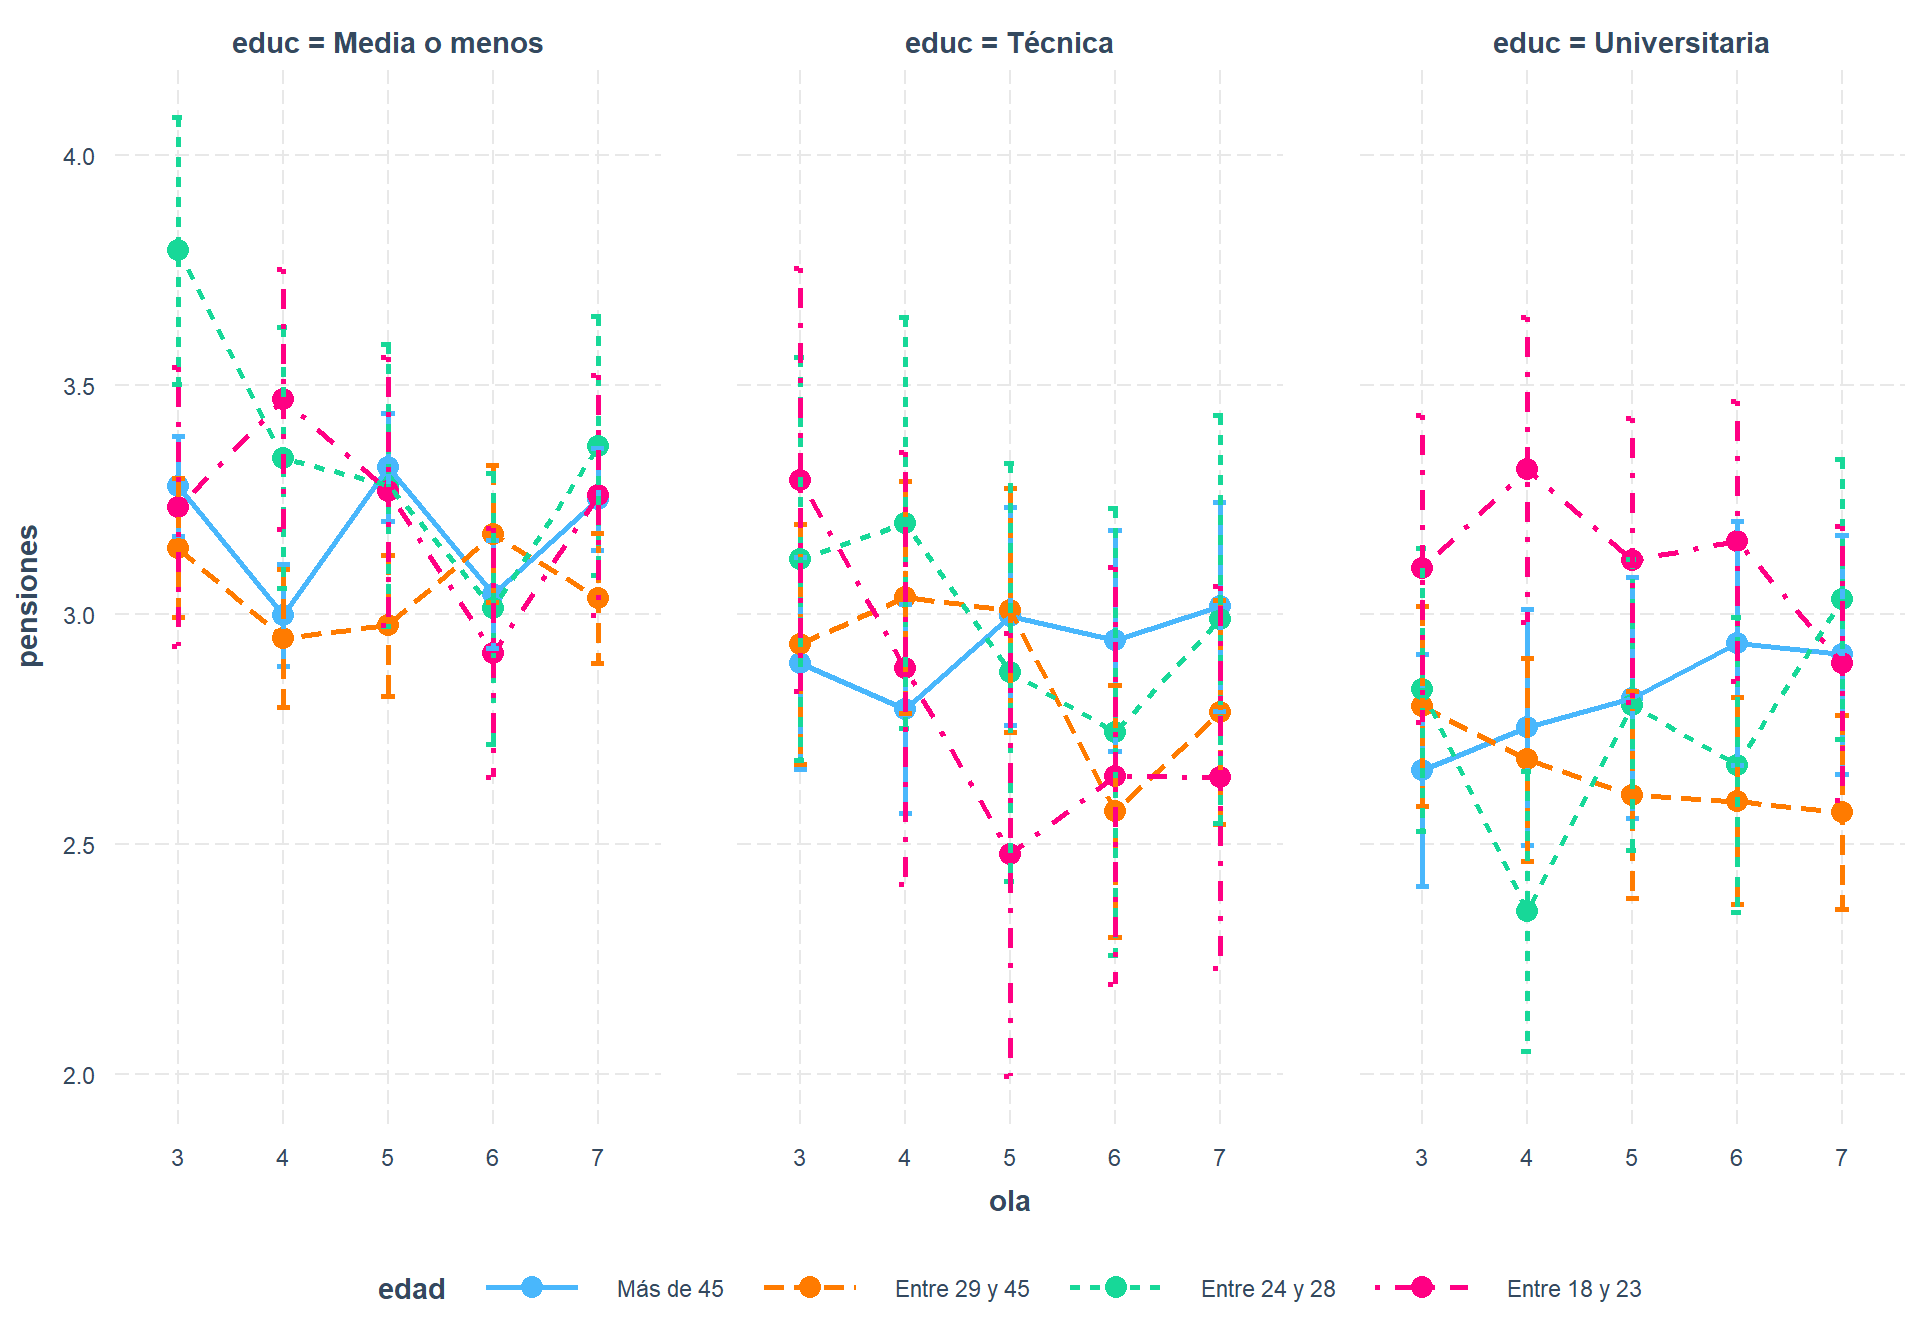 educ = Media o menos
educ = Técnica
educ = Universitaria
pensiones
4.0
3.5
3.0
2.5
2.0
3 4 5 6 7
3 4 5 6 7
3 4 5 6 7
ola
edad
Más de 45
Entre 29 y 45
Entre 24 y 28
Entre 18 y 23